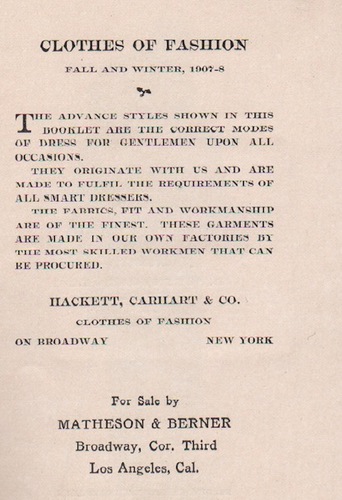 CLOTHES OF FASHION
FALL AND WINTER, 1907-8
THE ADVANCE STYLES SHOWN IN THIS
BOOKLET ARE THE CORRECT MODES
OF DRESS FOR GENTLEMEN UPON ALL
OCCASIONS.
THEY ORIGINATE WITH US AND ARE
MADE TO FULFIL THE REQUIREMENTS OF
ALL SMART DRESSERS.
THE FABRICS, FIT AND WORKMANSHIP
ARE OF THE FINEST. THESE GARMENTS
ARE MADE IN OUR OWN FACTORIES BY
THE MOST SKILLED WORKMEN THAT CAN
BE PROCURED.
HACKETT, CARHART & CO.
CLOTHES OF FASHION
ON BROADWAY NEW YORK
For Sale by
MATHESON & BERNER
Broadway, Cor. Third
Los Angeles, Cal.